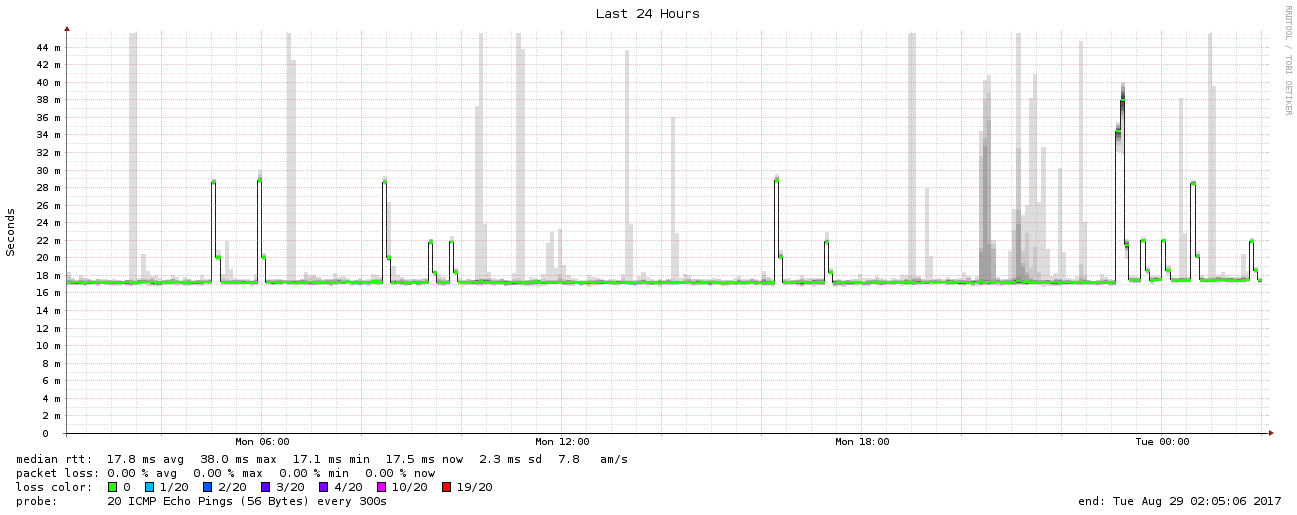 Last 24 Hours
RRDTOOL / TOBI OETIKER
Seconds
44 m
42 m
40 m
38 m
36 m
34 m
32 m
30 m
28 m
26 m
24 m
22 m
20 m
18 m
16 m
14 m
12 m
10 m
8 m
6 m
4 m
2 m
0
Mon 06:00 Mon 12:00 Mon 18:00 Tue 00:00
median rtt: 17.8 ms avg 38.0 ms max 17.1 ms min 17.5 ms now 2.3 ms sd 7.8 am/s
packet loss: 0.00 % avg 0.00 % max 0.00 % min 0.00 % now
loss color: 0 1/20 2/20 3/20 4/20 10/20 19/20
probe: 20 ICMP Echo Pings (56 Bytes) every 300s end: Tue Aug 29 02:05:06 2017